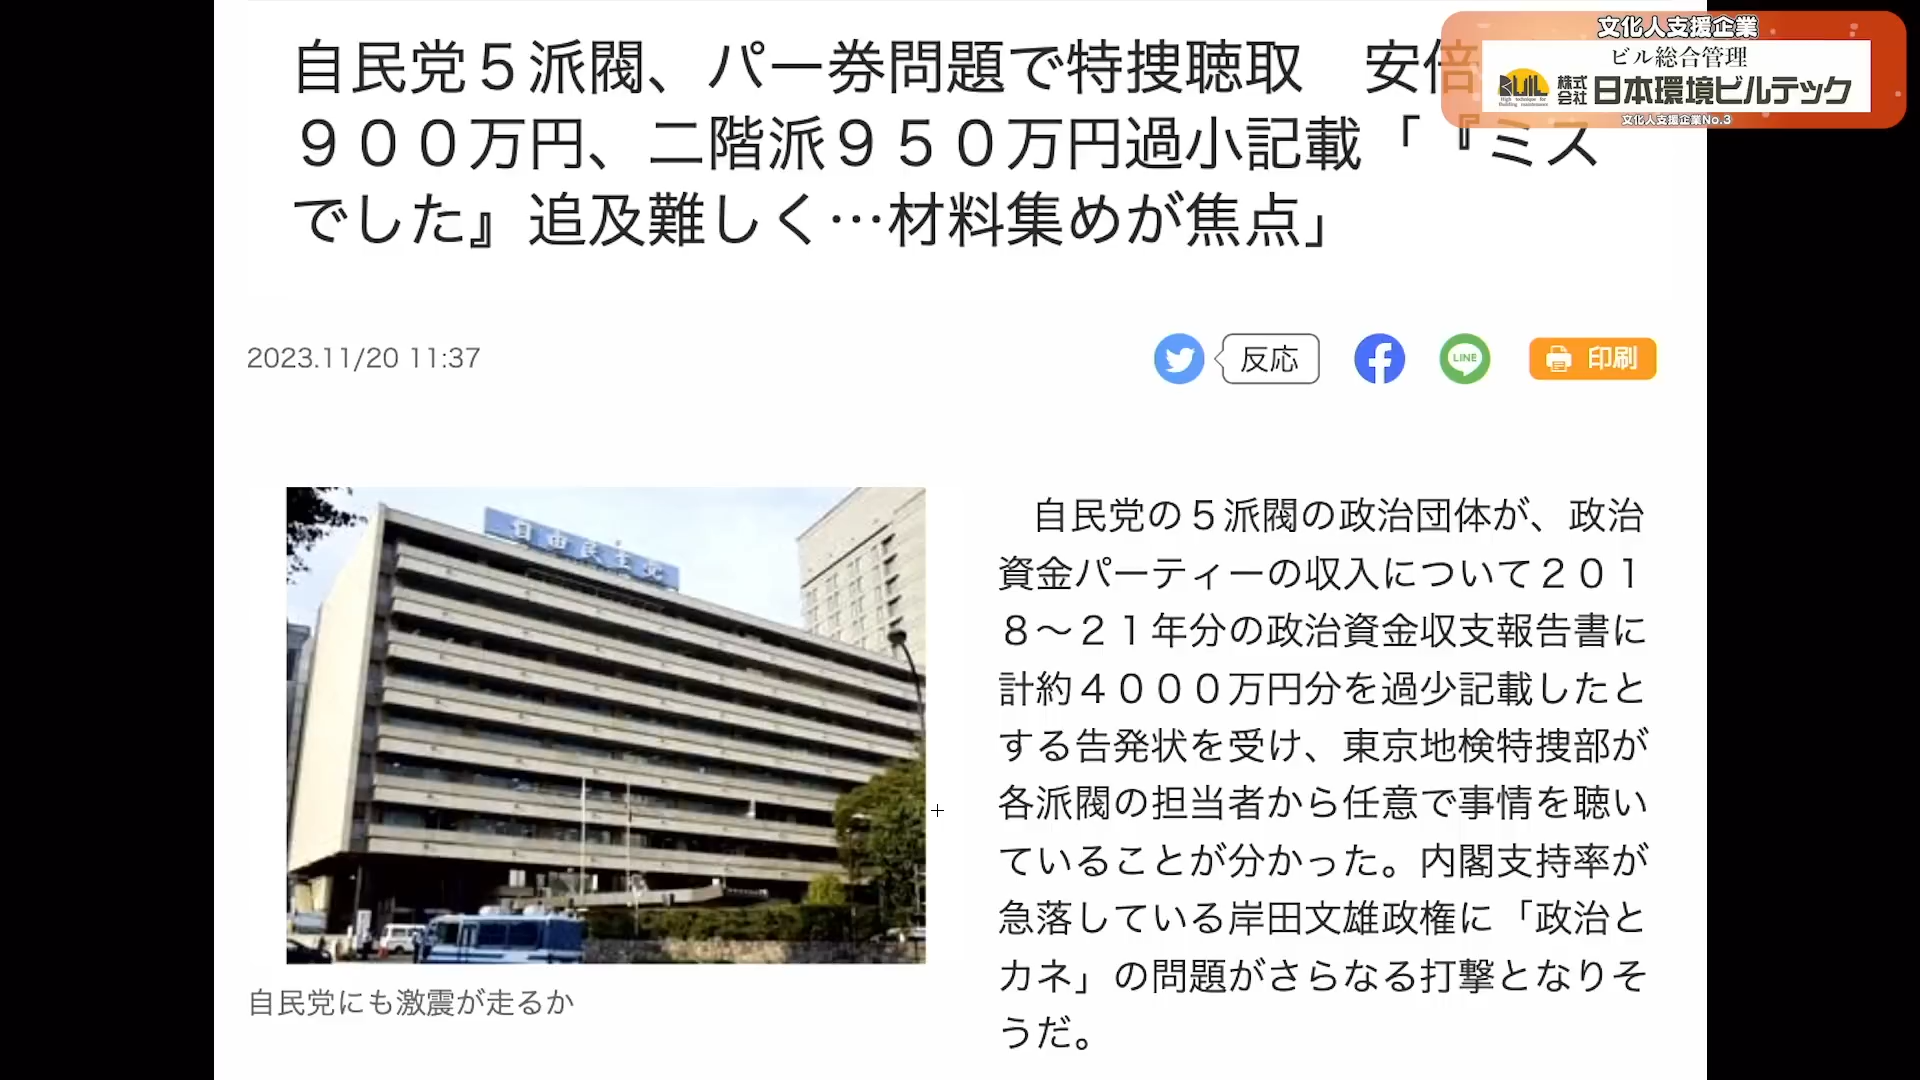 自民党５派閥、パー券問題で特捜聴取　安倍
９００万円、二階派９５０万円過小記載「『ミス
でした』追及難しく…材料集めが焦点」
文化人支援企業
ビル総合管理
BUIL
High technique for
Building maintenance
株式会社 日本環境ビルテック
文化人支援企業No.3
2023.11/20 11:37
反応
LINE
印刷
自由民主党
自民党にも激震が走るか
自民党の５派閥の政治団体が、政治
資金パーティーの収入について２０１
８～２１年分の政治資金収支報告書に
計約４０００万円分を過少記載したと
する告発状を受け、東京地検特捜部が
各派閥の担当者から任意で事情を聴い
ていることが分かった。内閣支持率が
急落している岸田文雄政権に「政治と
カネ」の問題がさらなる打撃となりそ
うだ。